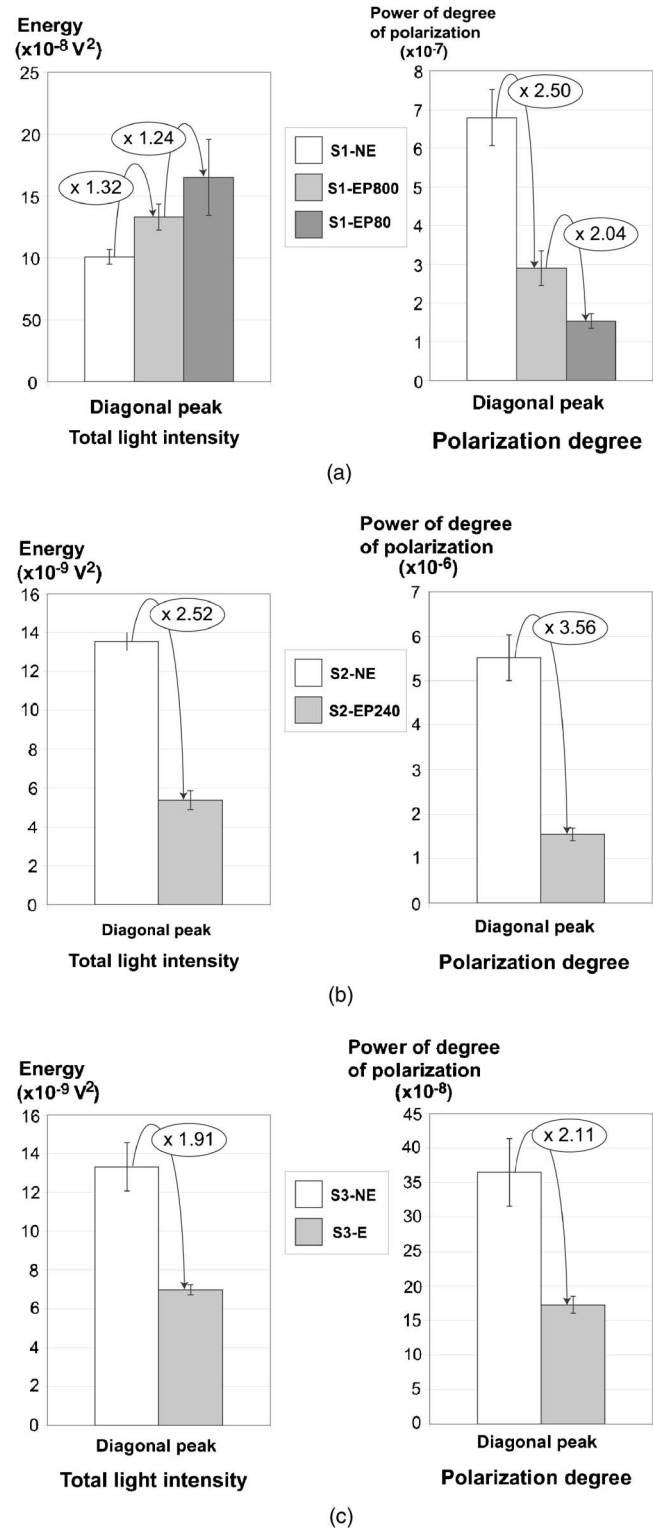 Energy
(x10-8 V2)
25
20
15
10
50
0
x 1.32
x 1.24
Diagonal peak
Total light intensity
S1-NE
S1-EP800
S1-EP80
Power of degree
of polarization
(x10-7)
8
7
6
5
4
3
2
1
0
x 2.50
x 2.04
Diagonal peak
Polarization degree
(a)
Energy
(x10-9 V2)
16
14
12
10
8
6
4
2
0
x 2.52
Diagonal peak
Total light intensity
S2-NE
S2-EP240
Power of degree
of polarization
(x10-6)
7
6
5
4
3
2
1
0
x 3.56
Diagonal peak
Polarization degree
(b)
Energy
(x10-9 V2)
16
14
12
10
8
6
4
2
0
x 1.91
Diagonal peak
Total light intensity
S3-NE
S3-E
Power of degree
of polarization
(x10-8)
45
40
35
30
25
20
15
10
5
0
x 2.11
Diagonal peak
Polarization degree
(c)